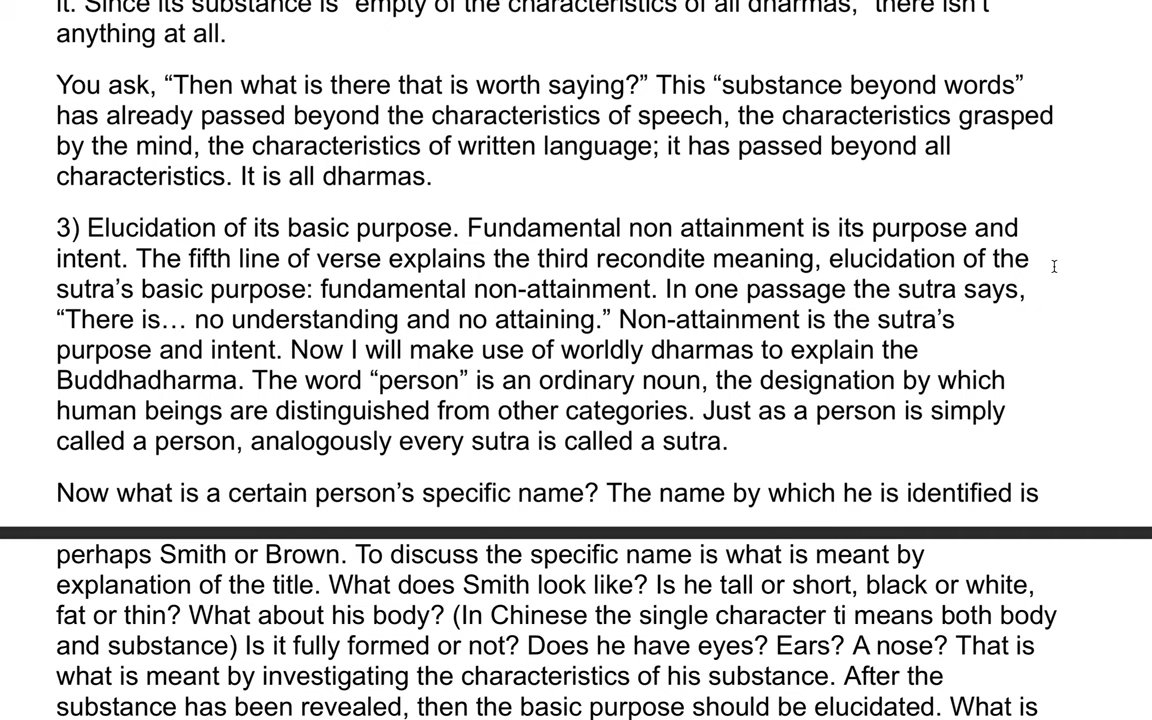 it. Since its substance is “empty of the characteristics of all dharmas,” there isn’t
anything at all.
You ask, “Then what is there that is worth saying?” This “substance beyond words”
has already passed beyond the characteristics of speech, the characteristics grasped
by the mind, the characteristics of written language; it has passed beyond all
characteristics. It is all dharmas.
3) Elucidation of its basic purpose. Fundamental non attainment is its purpose and
intent. The fifth line of verse explains the third recondite meaning, elucidation of the
sutra’s basic purpose: fundamental non-attainment. In one passage the sutra says,
“There is… no understanding and no attaining.” Non-attainment is the sutra’s
purpose and intent. Now I will make use of worldly dharmas to explain the
Buddhadharma. The word “person” is an ordinary noun, the designation by which
human beings are distinguished from other categories. Just as a person is simply
called a person, analogously every sutra is called a sutra.
Now what is a certain person’s specific name? The name by which he is identified is
perhaps Smith or Brown. To discuss the specific name is what is meant by
explanation of the title. What does Smith look like? Is he tall or short, black or white,
fat or thin? What about his body? (In Chinese the single character ti means both body
and substance) Is it fully formed or not? Does he have eyes? Ears? A nose? That is
what is meant by investigating the characteristics of his substance. After the
substance has been revealed, then the basic purpose should be elucidated. What is